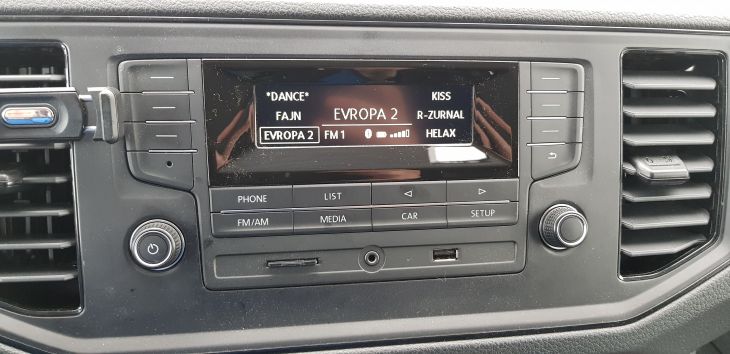 *DANCE* KISS
FAJN EVROPA 2 R-ZURNAL
EVROPA 2 FM 1 HELAX
PHONE LIST
FM/AM MEDIA CAR SETUP